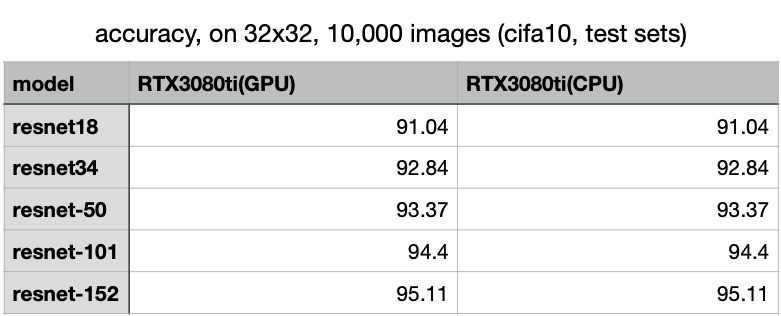 accuracy, on 32x32, 10,000 images (cifa10, test sets)
model RTX3080ti(GPU) RTX3080ti(CPU)
resnet18 91.04 91.04
resnet34 92.84 92.84
resnet-50 93.37 93.37
resnet-101 94.4 94.4
resnet-152 95.11 95.11